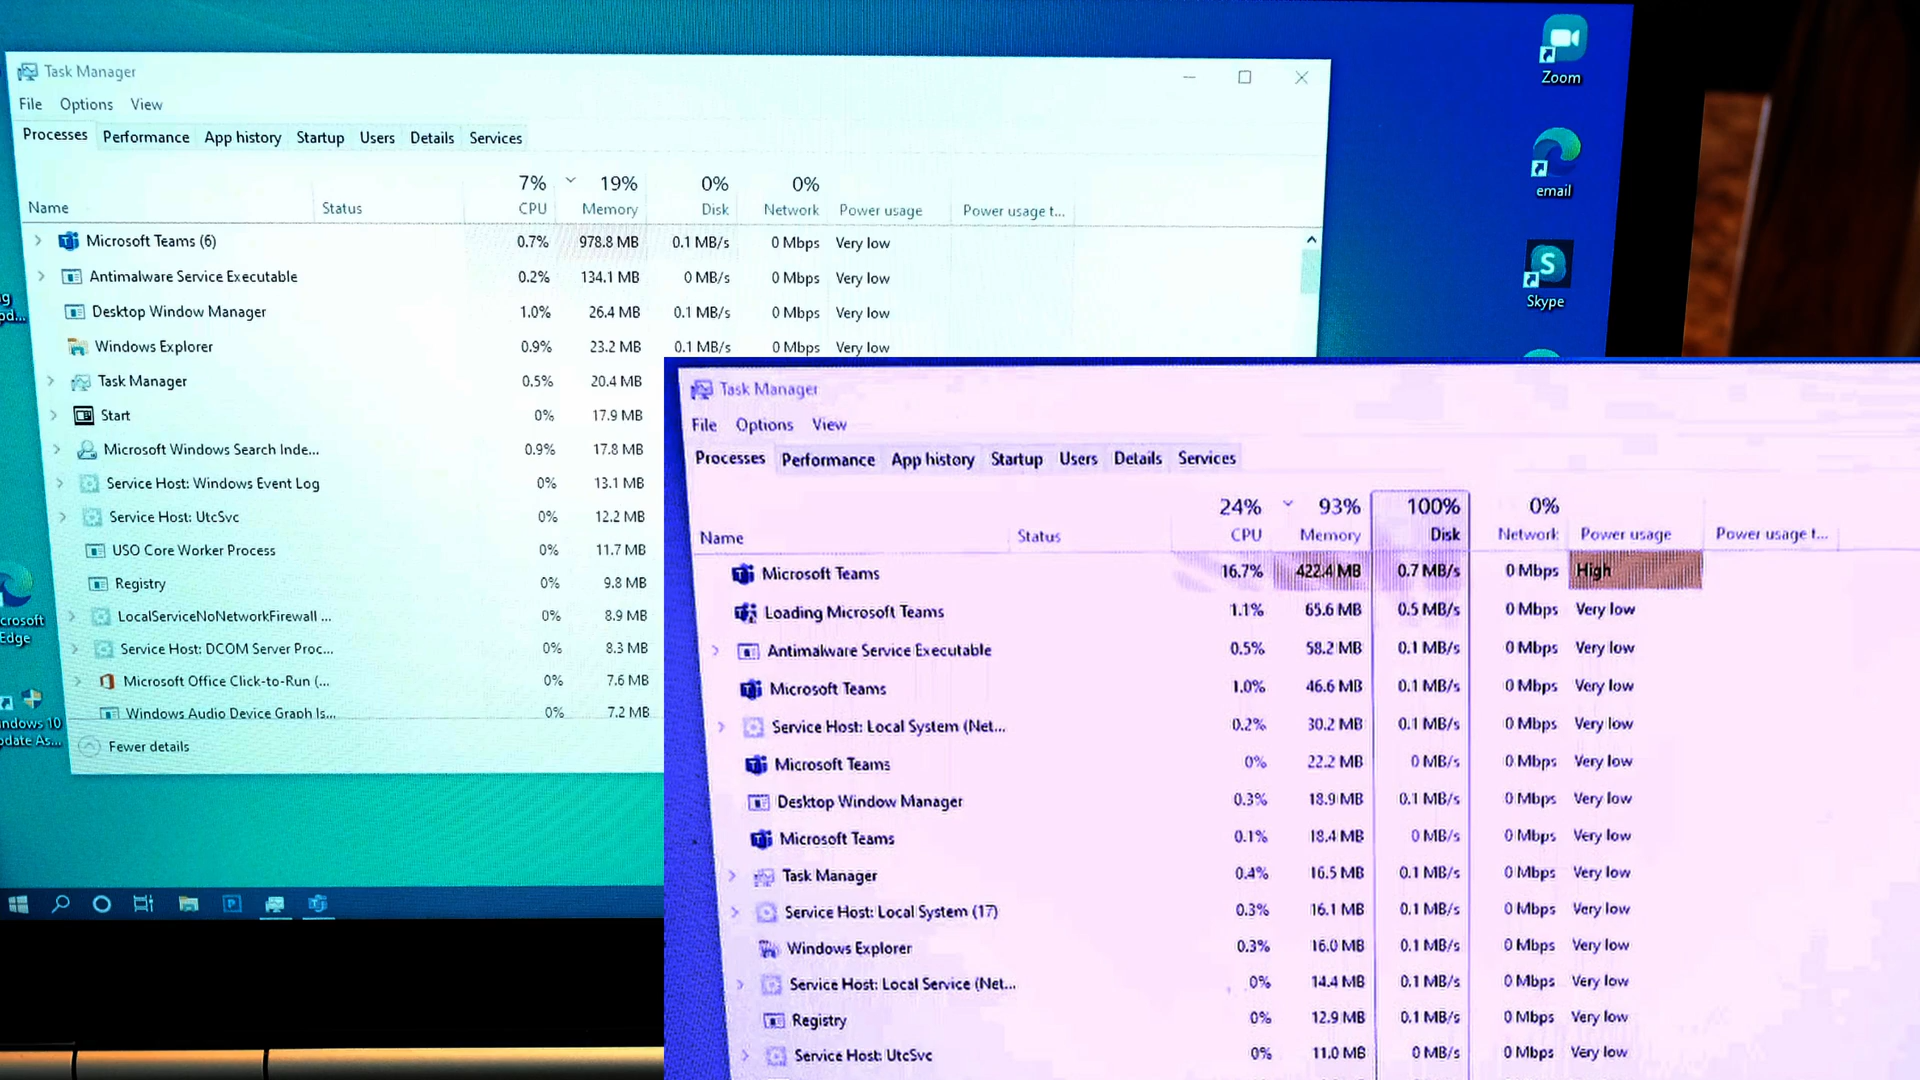 Task Manager
File Options View
Processes Performance App history Startup Users Details Services
7% 19% 0% 0%
Name Status CPU Memory Disk Network Power usage Power usage t...
Microsoft Teams (6) 0.7% 978.8 MB 0.1 MB/s 0 Mbps Very low
Antimalware Service Executable 0.2% 134.1 MB 0 MB/s 0 Mbps Very low
Desktop Window Manager 1.0% 26.4 MB 0.1 MB/s 0 Mbps Very low
Windows Explorer 0.9% 23.2 MB 0.1 MB/s 0 Mbps Very low
Task Manager 0.5% 20.4 MB
Start 0% 17.9 MB
Microsoft Windows Search Inde... 0.9% 17.8 MB
Service Host: Windows Event Log 0% 13.1 MB
Service Host: UtcSvc 0% 12.2 MB
USO Core Worker Process 0% 11.7 MB
Registry 0% 9.8 MB
LocalServiceNoNetworkFirewall ... 0% 8.9 MB
Service Host: DCOM Server Proc... 0% 8.3 MB
Microsoft Office Click-to-Run (... 0% 7.6 MB
Windows Audio Device Graph Is... 0% 7.2 MB
Fewer details
Zoom
email
Skype
crosoft
Edge
ndows 10
pdate As...
Task Manager
File Options View
Processes Performance App history Startup Users Details Services
24% 93% 100% 0%
Name Status CPU Memory Disk Network Power usage Power usage t...
Microsoft Teams 16.7% 422.4 MB 0.7 MB/s 0 Mbps High
Loading Microsoft Teams 1.1% 65.6 MB 0.5 MB/s 0 Mbps Very low
Antimalware Service Executable 0.5% 58.2 MB 0.1 MB/s 0 Mbps Very low
Microsoft Teams 1.0% 46.6 MB 0.1 MB/s 0 Mbps Very low
Service Host: Local System (Net... 0.2% 30.2 MB 0.1 MB/s 0 Mbps Very low
Microsoft Teams 0% 22.2 MB 0 MB/s 0 Mbps Very low
Desktop Window Manager 0.3% 18.9 MB 0.1 MB/s 0 Mbps Very low
Microsoft Teams 0.1% 18.4 MB 0 MB/s 0 Mbps Very low
Task Manager 0.4% 16.5 MB 0.1 MB/s 0 Mbps Very low
Service Host: Local System (17) 0.3% 16.1 MB 0.1 MB/s 0 Mbps Very low
Windows Explorer 0.3% 16.0 MB 0.1 MB/s 0 Mbps Very low
Service Host: Local Service (Net... 0% 14.4 MB 0.1 MB/s 0 Mbps Very low
Registry 0% 12.9 MB 0.1 MB/s 0 Mbps Very low
Service Host: UtcSvc 0% 11.0 MB 0 MB/s 0 Mbps Very low